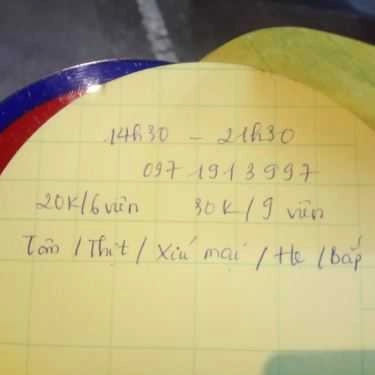 14h30 - 21h30
097 1913997
20K/6 viên 30K/9 viên
Tôm / Thịt / Xíu mại / Hẹ / Bắp